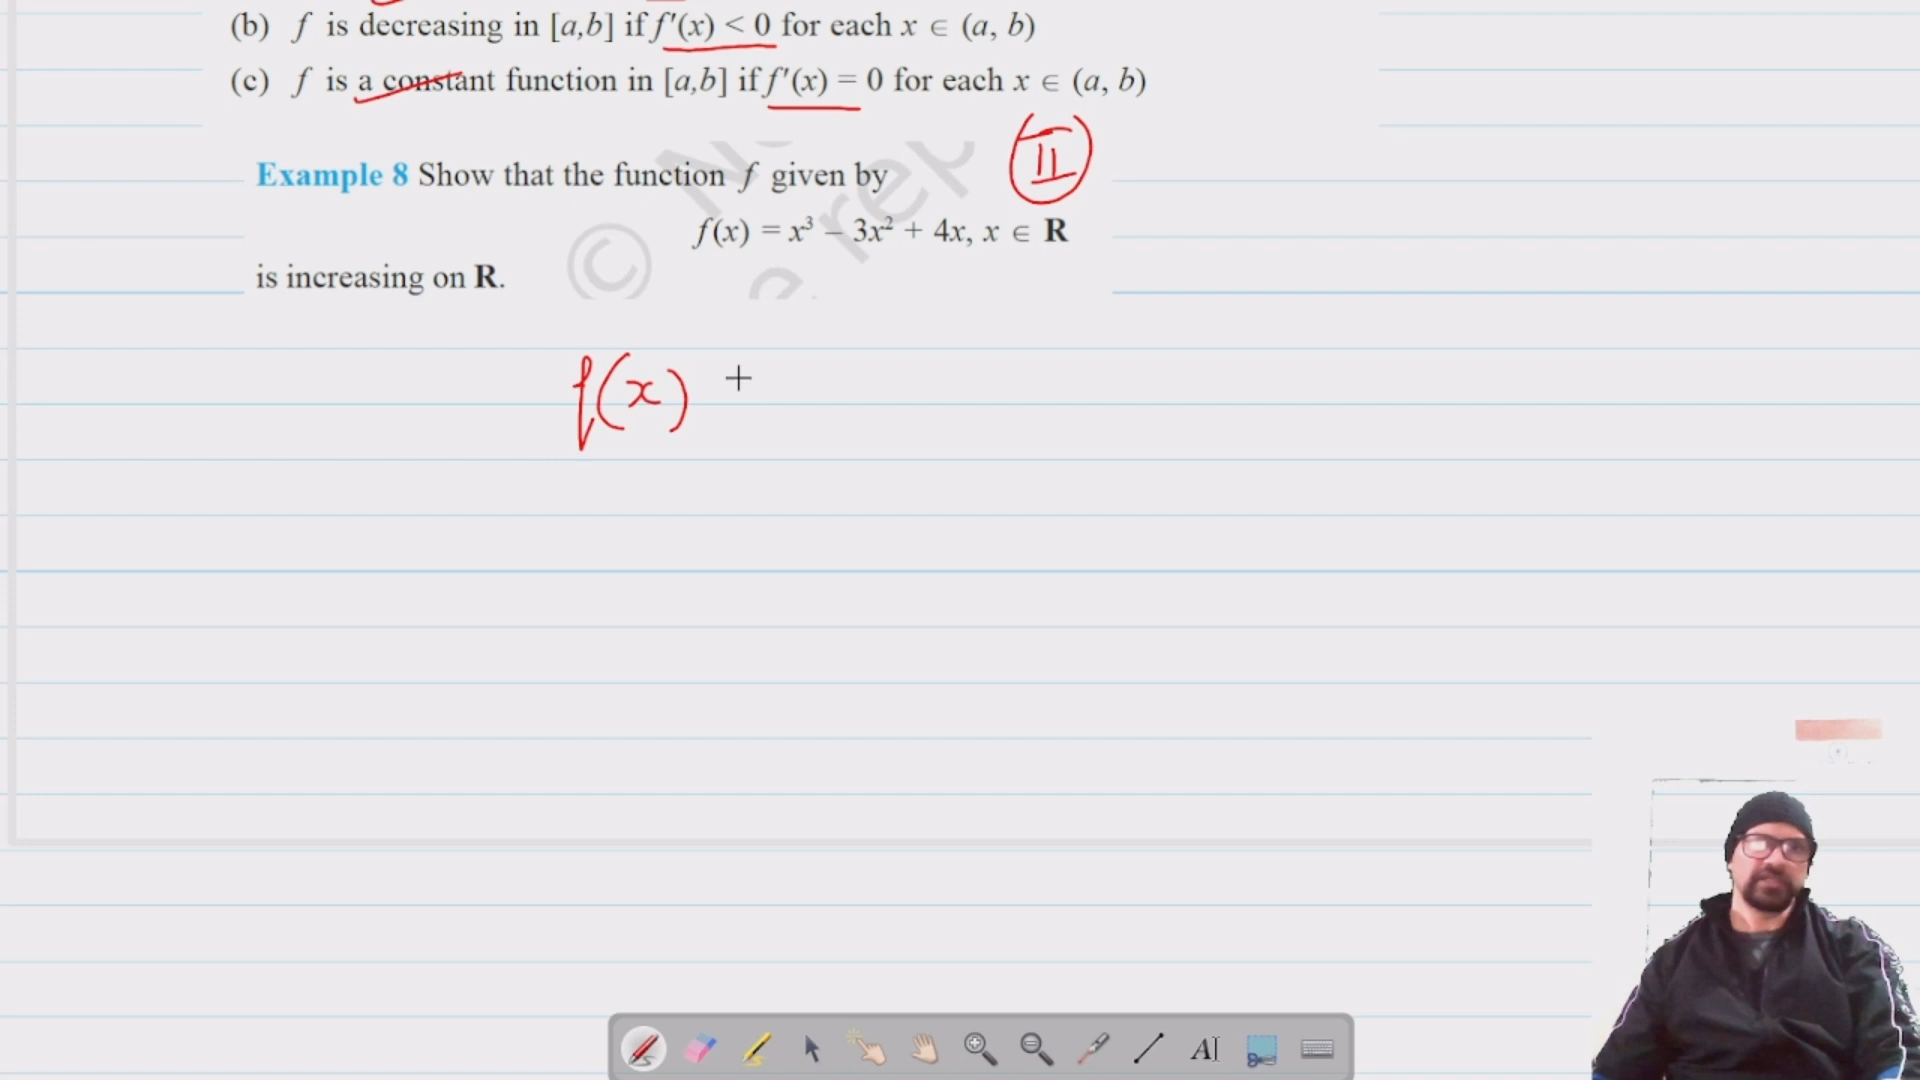 (b) f is decreasing in [a,b] if f′(x) < 0 for each x ∈ (a, b)
(c) f is a constant function in [a,b] if f′(x) = 0 for each x ∈ (a, b)
II
Example 8 Show that the function f given by
f(x) = x³ – 3x² + 4x, x ∈ R
is increasing on R.
f(x)